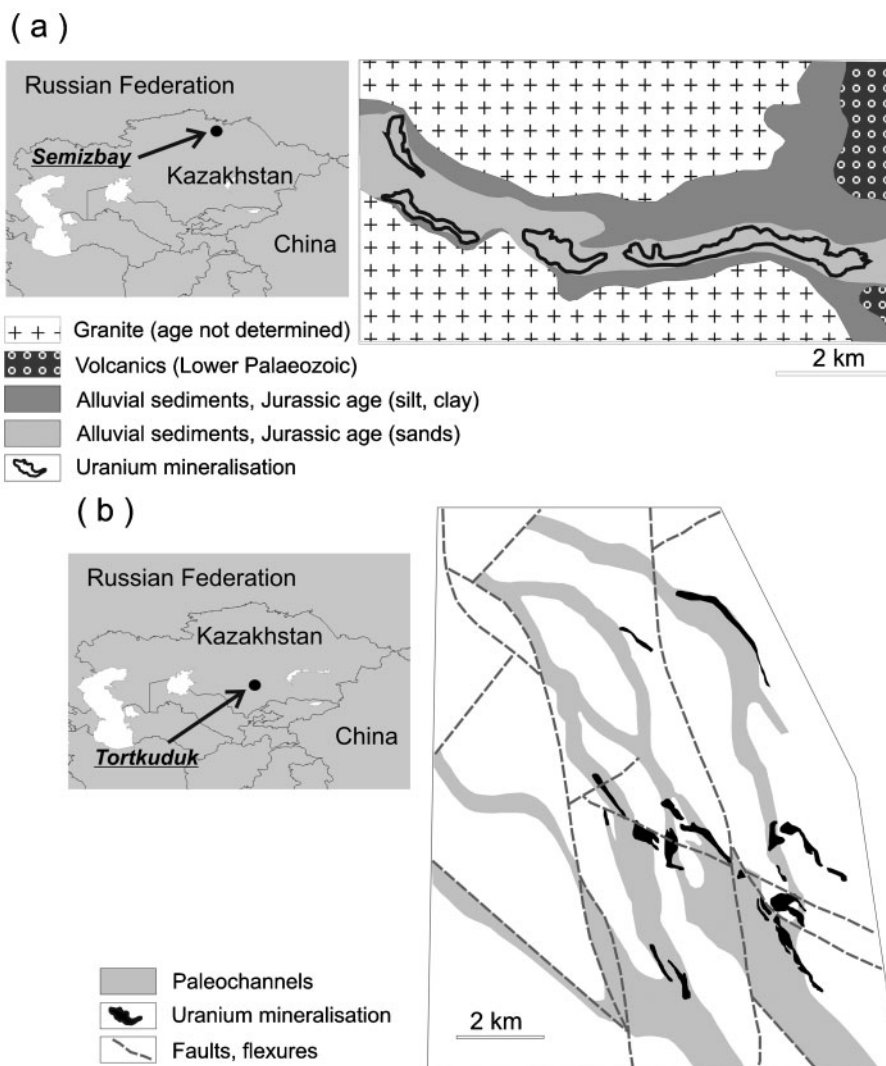 ( a )
Russian Federation
Semizbay
Kazakhstan
China
Granite (age not determined)
Volcanics (Lower Palaeozoic)
Alluvial sediments, Jurassic age (silt, clay)
Alluvial sediments, Jurassic age (sands)
Uranium mineralisation
2 km
( b )
Russian Federation
Kazakhstan
China
Tortkuduk
Paleochannels
Uranium mineralisation
Faults, flexures
2 km